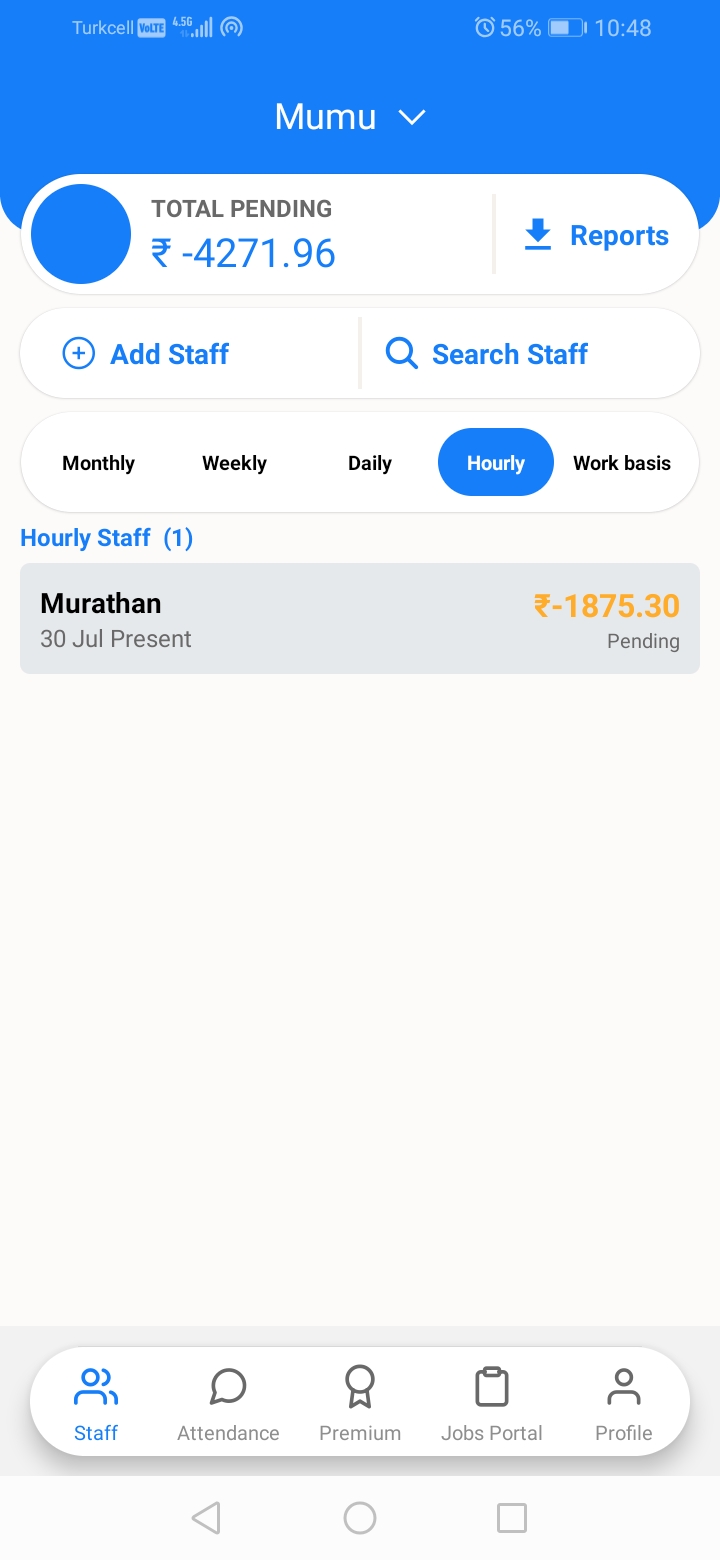 Turkcell VoLTE 4.5G 56% 10:48
Mumu
TOTAL PENDING
₹ -4271.96
Reports
Add Staff
Search Staff
Monthly Weekly Daily Hourly Work basis
Hourly Staff (1)
Murathan
₹-1875.30
30 Jul Present
Pending
Staff Attendance Premium Jobs Portal Profile